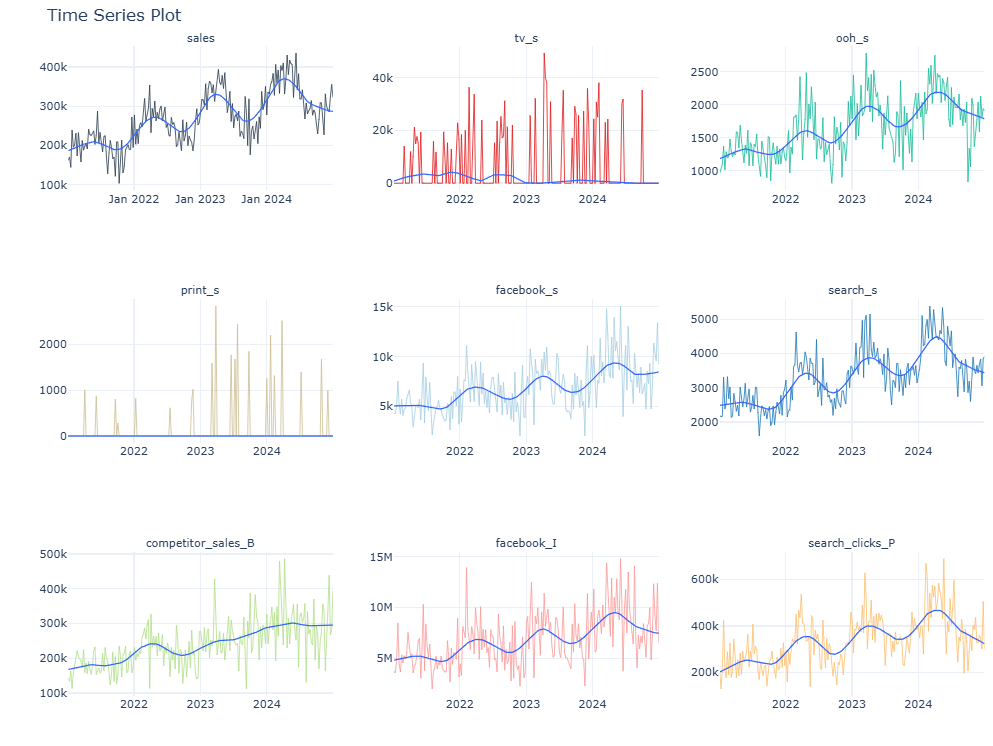 Time Series Plot
sales
400k
300k
200k
100k
Jan 2022 Jan 2023 Jan 2024
tv_s
40k
20k
0
2022 2023 2024
ooh_s
2500
2000
1500
1000
2022 2023 2024
print_s
2000
1000
0
2022 2023 2024
facebook_s
15k
10k
5k
2022 2023 2024
search_s
5000
4000
3000
2000
2022 2023 2024
competitor_sales_B
500k
400k
300k
200k
100k
2022 2023 2024
facebook_I
15M
10M
5M
2022 2023 2024
search_clicks_P
600k
400k
200k
2022 2023 2024